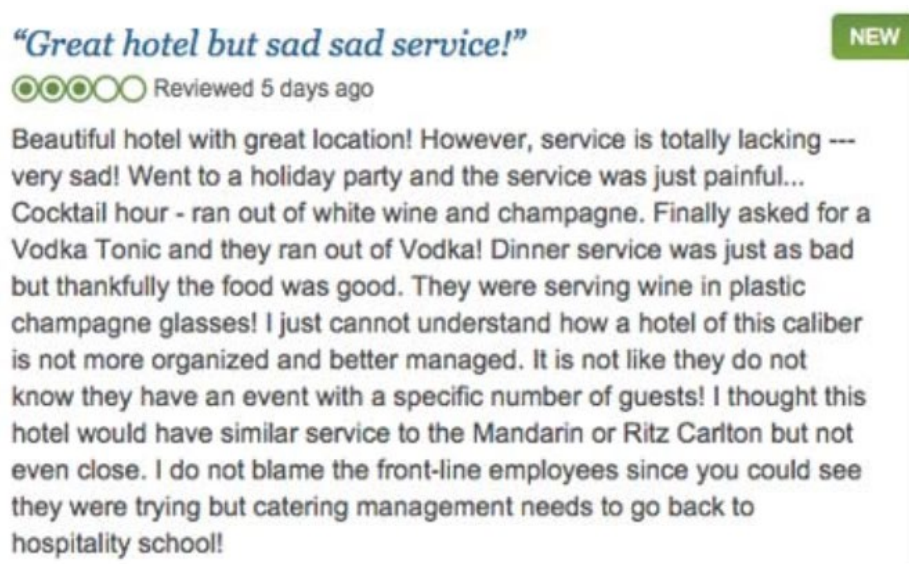 “Great hotel but sad sad service!”
NEW
Reviewed 5 days ago
Beautiful hotel with great location! However, service is totally lacking ---
very sad! Went to a holiday party and the service was just painful...
Cocktail hour - ran out of white wine and champagne. Finally asked for a
Vodka Tonic and they ran out of Vodka! Dinner service was just as bad
but thankfully the food was good. They were serving wine in plastic
champagne glasses! I just cannot understand how a hotel of this caliber
is not more organized and better managed. It is not like they do not
know they have an event with a specific number of guests! I thought this
hotel would have similar service to the Mandarin or Ritz Carlton but not
even close. I do not blame the front-line employees since you could see
they were trying but catering management needs to go back to
hospitality school!